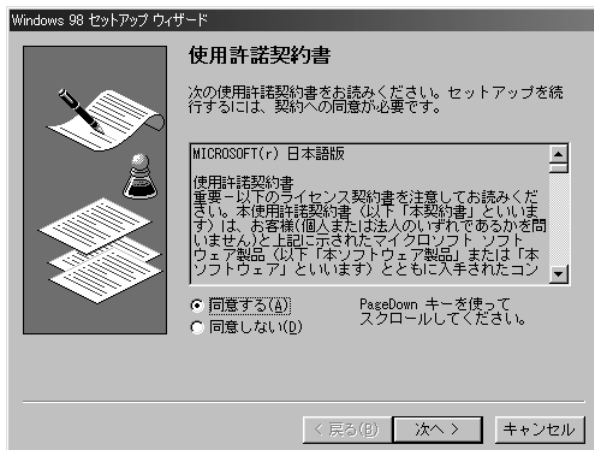 Windows 98 セットアップ ウィザード
使用許諾契約書
次の使用許諾契約書をお読みください。セットアップを続
行するには、契約への同意が必要です。
MICROSOFT(r) 日本語版
使用許諾契約書
重要－以下のライセンス契約書を注意してお読みくだ
さい。本使用許諾契約書（以下「本契約書」といいま
す）は、お客様(個人または法人のいずれであるかを問
いません)と上記に示されたマイクロソフト ソフト
ウェア製品（以下「本ソフトウェア製品」または「本
ソフトウェア」といいます）とともに入手されたコン
同意する(A)
同意しない(D)
PageDown キーを使って
スクロールしてください。
< 戻る(B)
次へ >
キャンセル